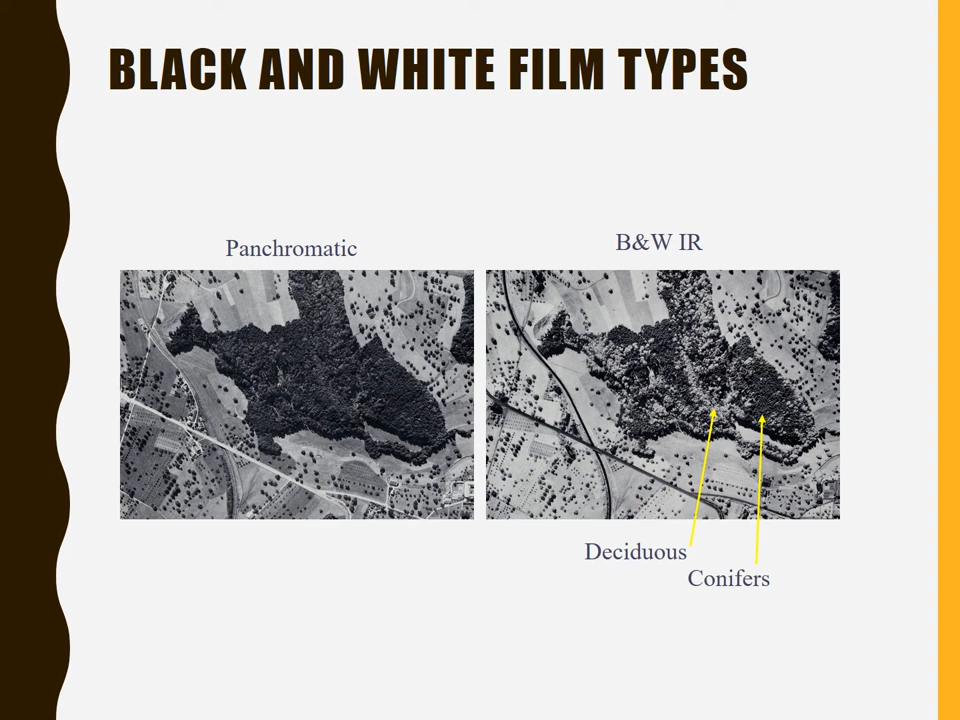 BLACK AND WHITE FILM TYPES
Panchromatic
B&W IR
Deciduous
Conifers